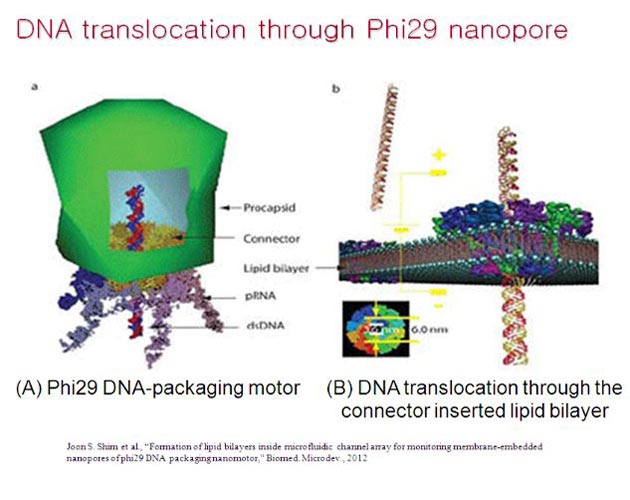 DNA translocation through Phi29 nanopore
a
b
Procapsid
Connector
Lipid bilayer
pRNA
dsDNA
+
-
6.0 nm
(A) Phi29 DNA-packaging motor
(B) DNA translocation through the
connector inserted lipid bilayer
Joon S. Shim et al., “Formation of lipid bilayers inside microfluidic channel array for monitoring membrane-embedded
nanopores of phi29 DNA packaging nanomotor,” Biomed. Microdev., 2012